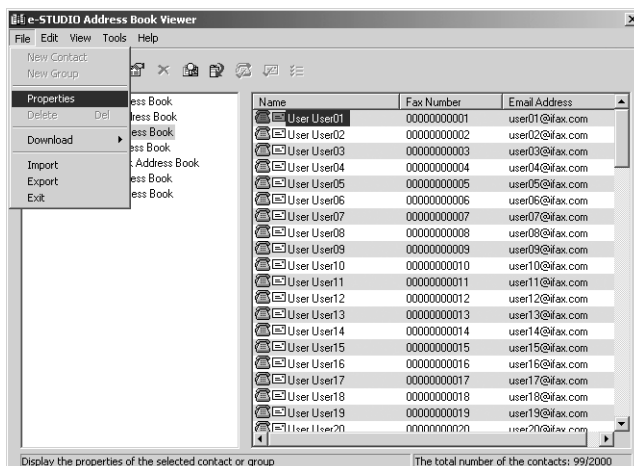 e-STUDIO Address Book Viewer
File Edit View Tools Help
New Contact
New Group
Properties
Delete Del
Download
Import
Export
Exit
ess Book
ress Book
ess Book
ess Book
Address Book
ess Book
ess Book
Name Fax Number Email Address
User User01 00000000001 user01@ifax.com
User User02 00000000002 user02@ifax.com
User User03 00000000003 user03@ifax.com
User User04 00000000004 user04@ifax.com
User User05 00000000005 user05@ifax.com
User User06 00000000006 user06@ifax.com
User User07 00000000007 user07@ifax.com
User User08 00000000008 user08@ifax.com
User User09 00000000009 user09@ifax.com
User User10 00000000010 user10@ifax.com
User User11 00000000011 user11@ifax.com
User User12 00000000012 user12@ifax.com
User User13 00000000013 user13@ifax.com
User User14 00000000014 user14@ifax.com
User User15 00000000015 user15@ifax.com
User User16 00000000016 user16@ifax.com
User User17 00000000017 user17@ifax.com
User User18 00000000018 user18@ifax.com
User User19 00000000019 user19@ifax.com
User User20 00000000020 user20@ifax.com
Display the properties of the selected contact or group
The total number of the contacts: 99/2000